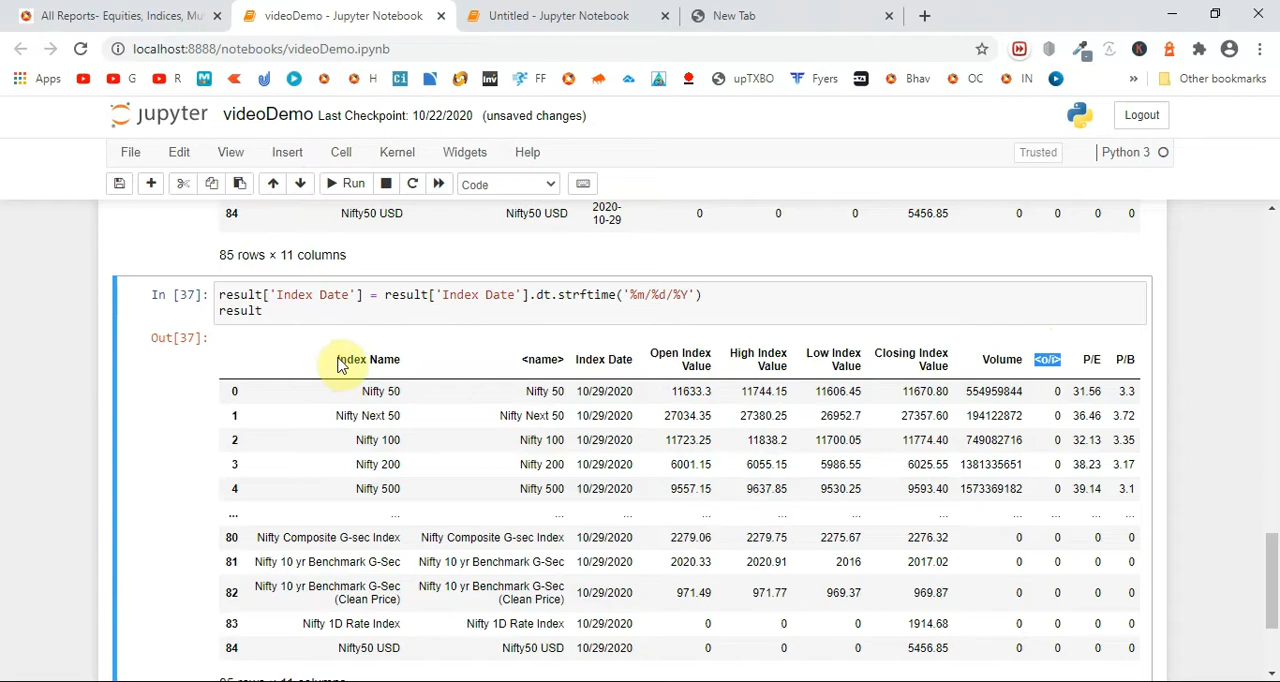 All Reports- Equities, Indices, Mu
videoDemo - Jupyter Notebook
Untitled - Jupyter Notebook
New Tab
localhost:8888/notebooks/videoDemo.ipynb
Apps G R H FF upTXBO Fyers Bhav OC IN Other bookmarks
jupyter videoDemo Last Checkpoint: 10/22/2020 (unsaved changes) Logout
File Edit View Insert Cell Kernel Widgets Help Trusted Python 3
Run Code
84 Nifty50 USD Nifty50 USD 2020-10-29 0 0 0 5456.85 0 0 0 0
85 rows × 11 columns
In [37]: result['Index Date'] = result['Index Date'].dt.strftime('%m/%d/%Y')
result
Out[37]:
Index Name <name> Index Date Open Index Value High Index Value Low Index Value Closing Index Value Volume <o/i> P/E P/B
0 Nifty 50 Nifty 50 10/29/2020 11633.3 11744.15 11606.45 11670.80 554959844 0 31.56 3.3
1 Nifty Next 50 Nifty Next 50 10/29/2020 27034.35 27380.25 26952.7 27357.60 194122872 0 36.46 3.72
2 Nifty 100 Nifty 100 10/29/2020 11723.25 11838.2 11700.05 11774.40 749082716 0 32.13 3.35
3 Nifty 200 Nifty 200 10/29/2020 6001.15 6055.15 5986.55 6025.55 1381335651 0 38.23 3.17
4 Nifty 500 Nifty 500 10/29/2020 9557.15 9637.85 9530.25 9593.40 1573369182 0 39.14 3.1
... ... ... ... ... ... ... ... ... ... ... ...
80 Nifty Composite G-sec Index Nifty Composite G-sec Index 10/29/2020 2279.06 2279.75 2275.67 2276.32 0 0 0 0
81 Nifty 10 yr Benchmark G-Sec Nifty 10 yr Benchmark G-Sec 10/29/2020 2020.33 2020.91 2016 2017.02 0 0 0 0
82 Nifty 10 yr Benchmark G-Sec (Clean Price) Nifty 10 yr Benchmark G-Sec (Clean Price) 10/29/2020 971.49 971.77 969.37 969.87 0 0 0 0
83 Nifty 1D Rate Index Nifty 1D Rate Index 10/29/2020 0 0 0 1914.68 0 0 0 0
84 Nifty50 USD Nifty50 USD 10/29/2020 0 0 0 5456.85 0 0 0 0